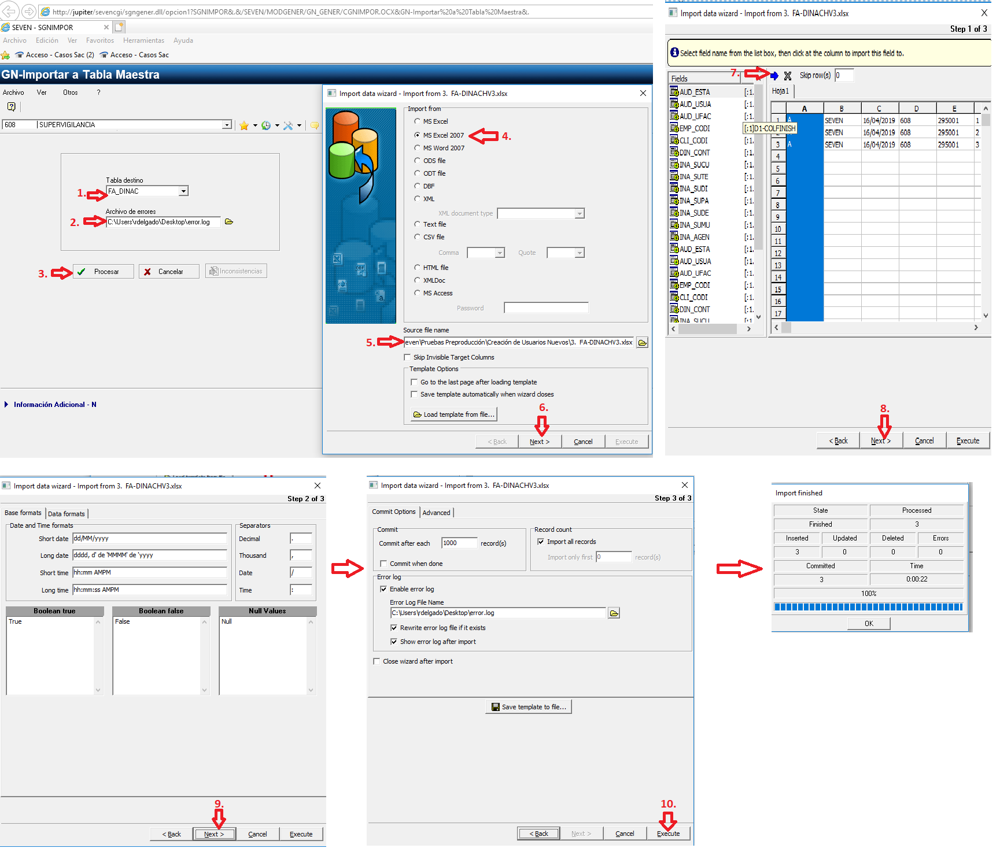 http://jupiter/sevencgi/sgngener.dll/opcion1?SGNIMPOR&.&/SEVEN/MODGENER/GN_GENER/CGNIMPOR.OCX&GN-Importar%20a%20Tabla%20Maestra&.
SEVEN - SGNIMPOR
Archivo Edición Ver Favoritos Herramientas Ayuda
Acceso - Casos Sac (2) Acceso - Casos Sac
GN-Importar a Tabla Maestra
Archivo Ver Otros ?
608 SUPERVIGILANCIA
Tabla destino
1. FA_DINAC
Archivo de errores
2. C:\Users\rdelgado\Desktop\error.log
3. Procesar Cancelar Inconsistencias
Información Adicional - N
Import data wizard - Import from 3. FA-DINACHV3.xlsx
Import from
MS Excel
MS Excel 2007 4.
MS Word 2007
ODS file
ODT file
DBF
XML
XML document type
Text file
CSV file
Comma Quote
HTML file
XMLDoc
MS Access
Password
Source file name
5. even\Pruebas Preproducción\Creación de Usuarios Nuevos\3. FA-DINACHV3.xlsx
Skip Invisible Target Columns
Template Options
Go to the last page after loading template
Save template automatically when wizard closes
Load template from file...
6.
< Back Next > Cancel Execute
Import data wizard - Import from 3. FA-DINACHV3.xlsx
Step 1 of 3
Select field name from the list box, then click at the column to import this field to.
Fields
7. Skip row(s) 0
Hoja1
AUD_ESTA [:1.
AUD_USUA [:1.
AUD_UFAC [:1.
EMP_CODI [:1]D1-COLFINISH
CLI_CODI [:1.
DIN_CONT [:1.
INA_SUCU [:1.
INA_SUTE [:1.
INA_SUDI [:1.
INA_SUPA [:1.
INA_SUDE [:1.
INA_SUMU [:1.
INA_AGEN [:1.
AUD_ESTA [:1.
AUD_USUA [:1.
AUD_UFAC [:1.
EMP_CODI [:1.
CLI_CODI [:1.
DIN_CONT [:1.
INA_SUCU [:1.
A B C D E
1 A SEVEN 16/04/2019 608 295001 1
2 SEVEN 16/04/2019 608 295001 2
3 A SEVEN 16/04/2019 608 295001 3
4
5
6
7
8
9
10
11
12
13
14
15
16
17
8.
< Back Next > Cancel Execute
Import data wizard - Import from 3. FA-DINACHV3.xlsx
Step 2 of 3
Base formats Data formats
Date and Time formats
Short date dd/MM/yyyy
Long date dddd, d' de 'MMMM' de 'yyyy
Short time hh:mm AMPM
Long time hh:mm:ss AMPM
Separators
Decimal .
Thousand ,
Date /
Time :
Boolean true Boolean false Null Values
True False Null
9.
< Back Next > Cancel Execute
Import data wizard - Import from 3. FA-DINACHV3.xlsx
Step 3 of 3
Commit Options Advanced
Commit
Commit after each 1000 record(s)
Commit when done
Record count
Import all records
Import only first 0 record(s)
Error log
Enable error log
Error Log File Name
C:\Users\rdelgado\Desktop\error.log
Rewrite error log file if it exists
Show error log after import
Close wizard after import
Save template to file...
10.
< Back Next > Cancel Execute
Import finished
State Processed
Finished 3
Inserted Updated Deleted Errors
3 0 0 0
Committed Time
3 0:00:22
100%
OK